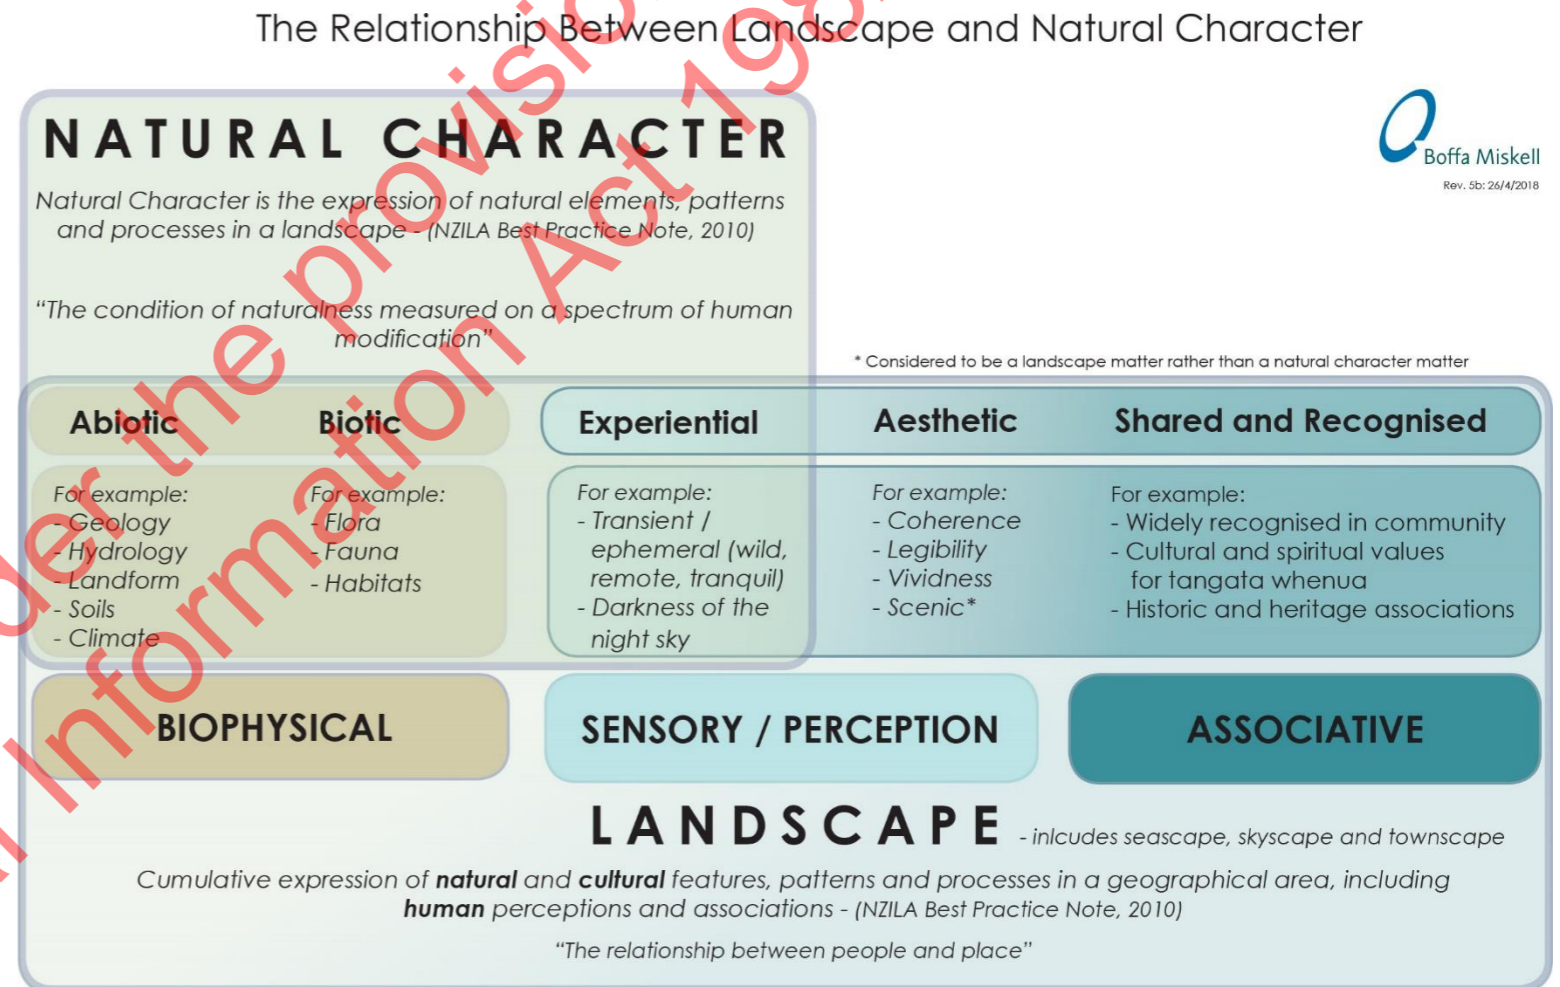 The Relationship Between Landscape and Natural Character
Boffa Miskell
Rev. 5b: 26/4/2018
NATURAL CHARACTER
Natural Character is the expression of natural elements, patterns
and processes in a landscape - (NZILA Best Practice Note, 2010)
“The condition of naturalness measured on a spectrum of human
modification”
* Considered to be a landscape matter rather than a natural character matter
Abiotic
For example:
- Geology
- Hydrology
- Landform
- Soils
- Climate
Biotic
For example:
- Flora
- Fauna
- Habitats
Experiential
For example:
- Transient /
ephemeral (wild,
remote, tranquil)
- Darkness of the
night sky
Aesthetic
For example:
- Coherence
- Legibility
- Vividness
- Scenic*
Shared and Recognised
For example:
- Widely recognised in community
- Cultural and spiritual values
for tangata whenua
- Historic and heritage associations
BIOPHYSICAL
SENSORY / PERCEPTION
ASSOCIATIVE
LANDSCAPE - inlcudes seascape, skyscape and townscape
Cumulative expression of natural and cultural features, patterns and processes in a geographical area, including
human perceptions and associations - (NZILA Best Practice Note, 2010)
“The relationship between people and place”
the
Information Act